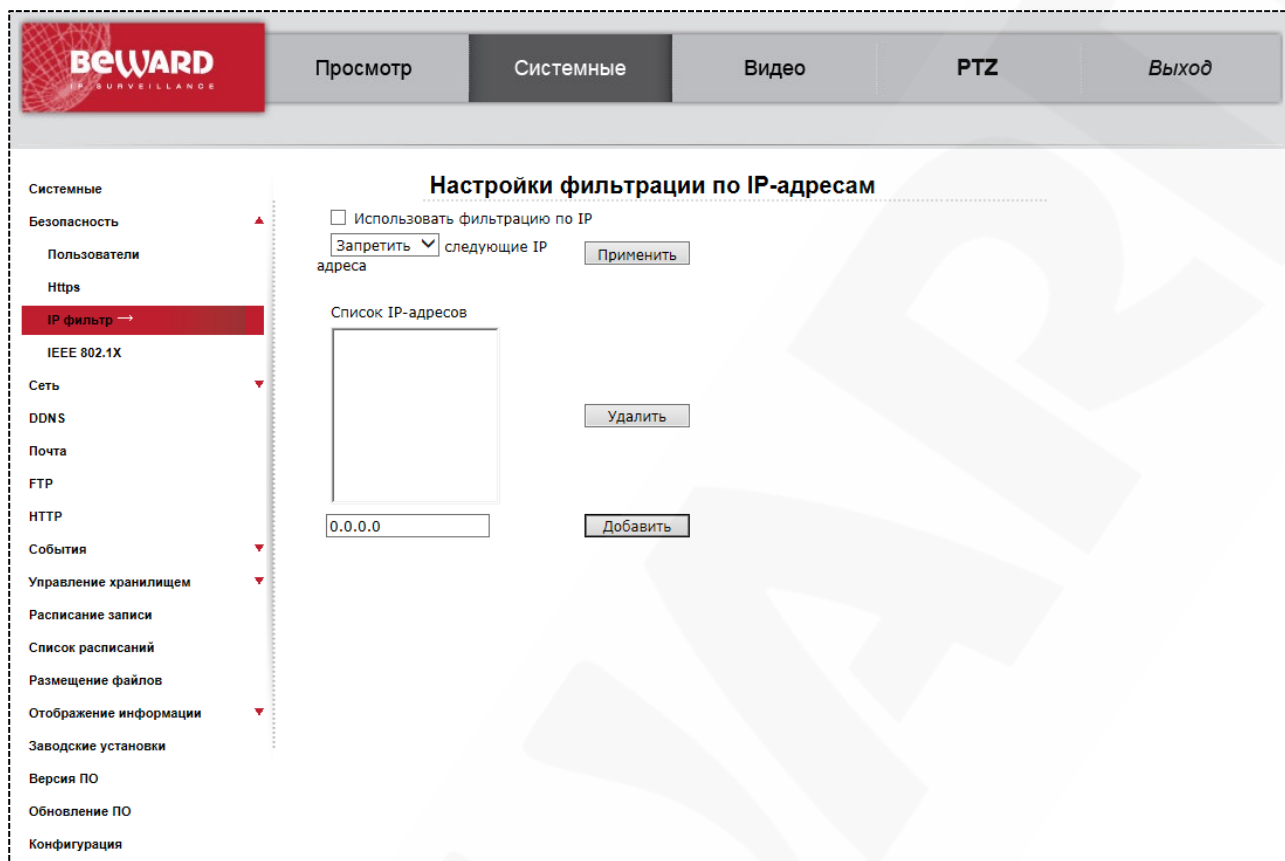 BEWARD
IP SURVEILLANCE
Просмотр
Системные
Видео
PTZ
Выход
Системные
Безопасность
Пользователи
Https
IP фильтр →
IEEE 802.1X
Сеть
DDNS
Почта
FTP
HTTP
События
Управление хранилищем
Расписание записи
Список расписаний
Размещение файлов
Отображение информации
Заводские установки
Версия ПО
Обновление ПО
Конфигурация
Настройки фильтрации по IP-адресам
Использовать фильтрацию по IP
Запретить следующие IP
адреса
Применить
Список IP-адресов
Удалить
0.0.0.0
Добавить